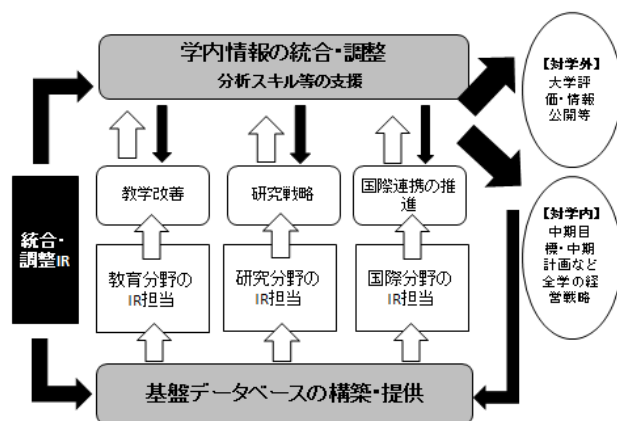 学内情報の統合・調整
分析スキル等の支援
【対学外】
大学評
価・情報
公開等
教学改善
研究戦略
国際連携の推
進
統合・
調整IR
教育分野の
IR担当
研究分野の
IR担当
国際分野の
IR担当
【対学内】
中期目
標・中期
計画など
全学の経
営戦略
基盤データベースの構築・提供